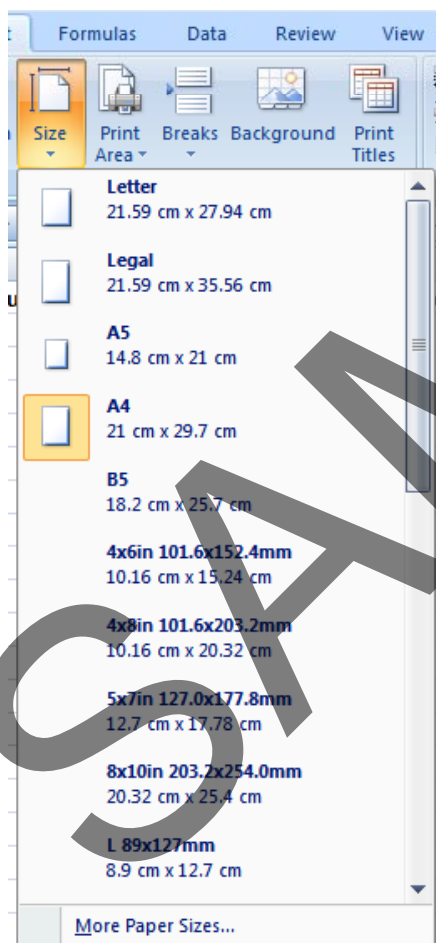 Formulas Data Review View
Size Print Area Breaks Background Print Titles
Letter
21.59 cm x 27.94 cm
Legal
21.59 cm x 35.56 cm
A5
14.8 cm x 21 cm
A4
21 cm x 29.7 cm
B5
18.2 cm x 25.7 cm
4x6in 101.6x152.4mm
10.16 cm x 15.24 cm
4x8in 101.6x203.2mm
10.16 cm x 20.32 cm
5x7in 127.0x177.8mm
12.7 cm x 17.78 cm
8x10in 203.2x254.0mm
20.32 cm x 25.4 cm
L 89x127mm
8.9 cm x 12.7 cm
More Paper Sizes...